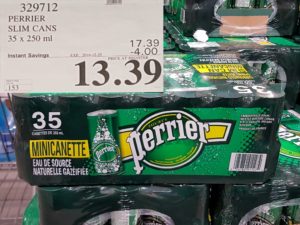 329712
PERRIER
SLIM CANS
35 x 250 ml
17.39
Instant Savings
-4.00
13.39
153
35
MINICANETTE
EAU DE SOURCE
NATURELLE GAZÉIFIÉE
perrier
35